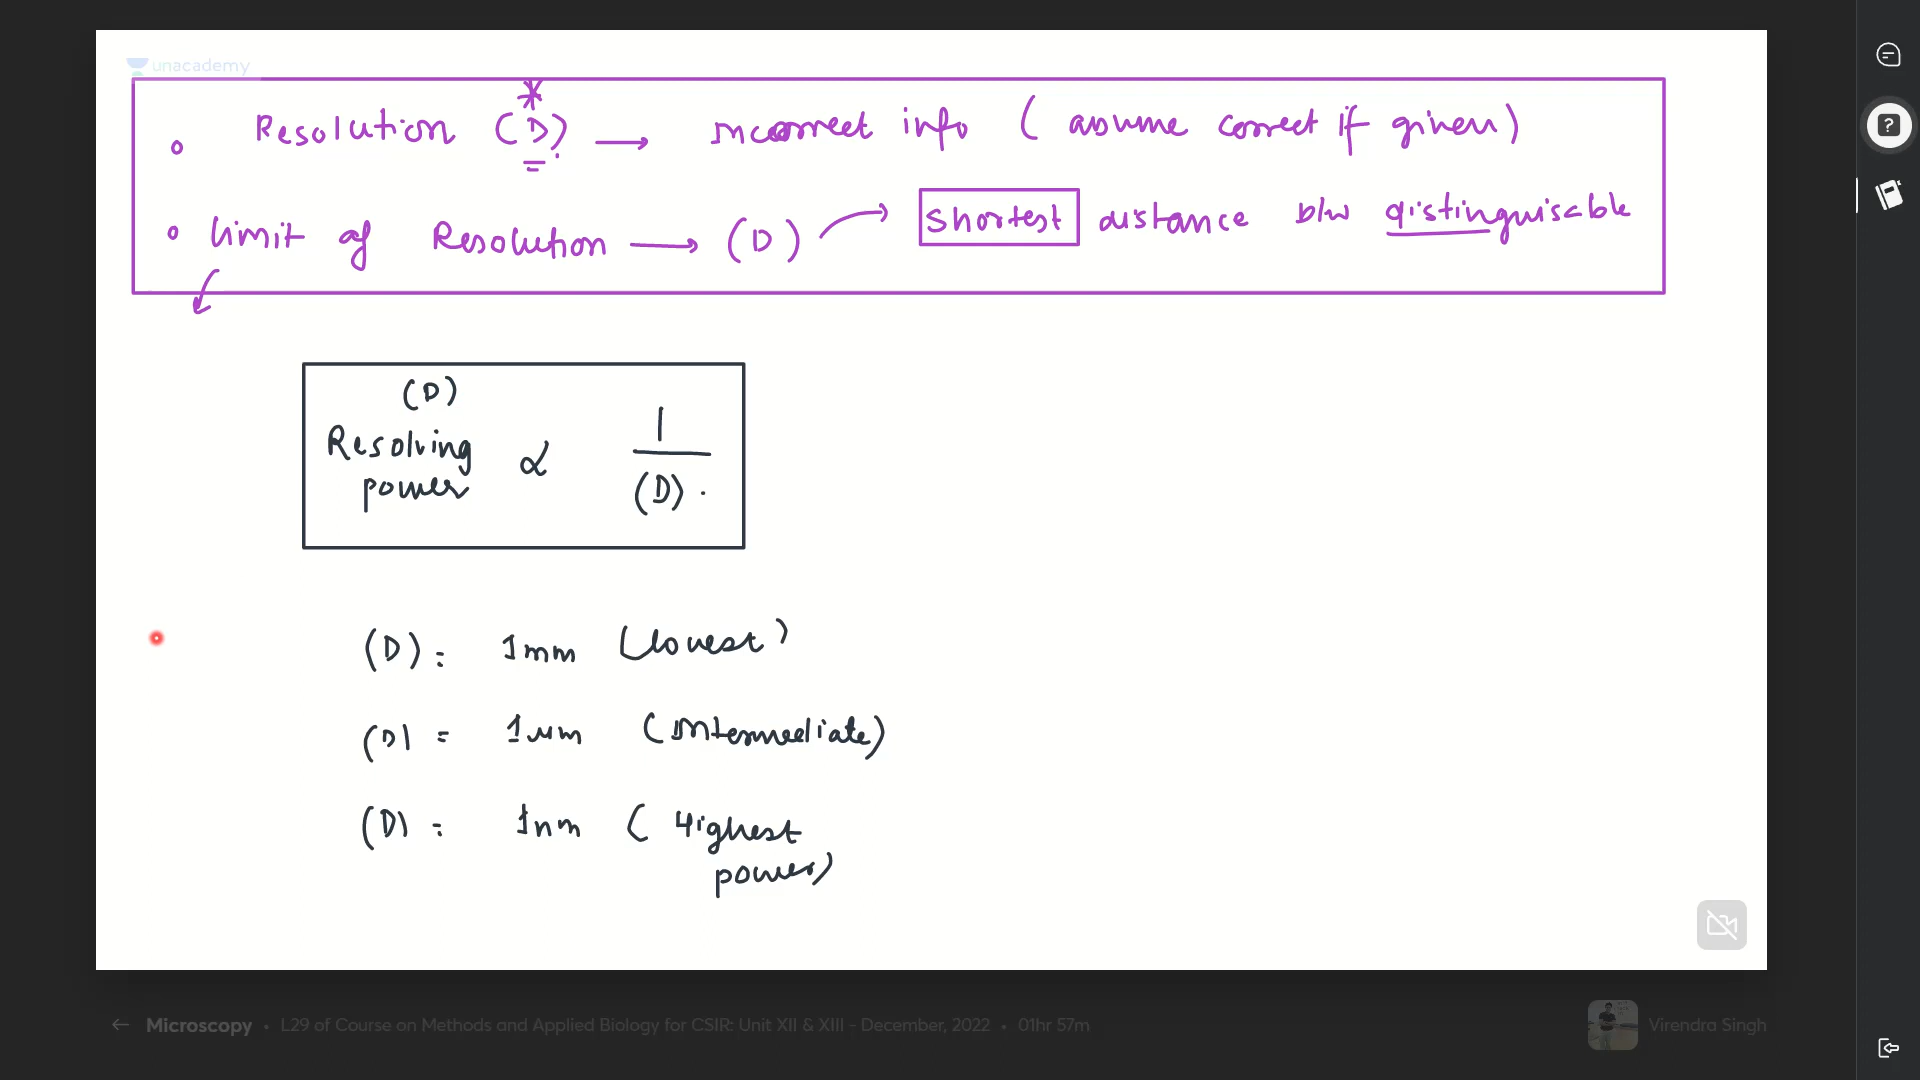 unacademy
Resolution (D)* → Incorrect info (assume correct if given)
limit of Resolution → (D) → Shortest distance b/w distinguisable
(D)
Resolving power ∝ 1/(D).
(D) = 1mm (lowest)
(D) = 1um (Intermediate)
(D) = 1nm (Highest
power)
← Microscopy • L29 of Course on Methods and Applied Biology for CSIR: Unit XII & XIII - December, 2022 • 01hr 57m
Virendra Singh